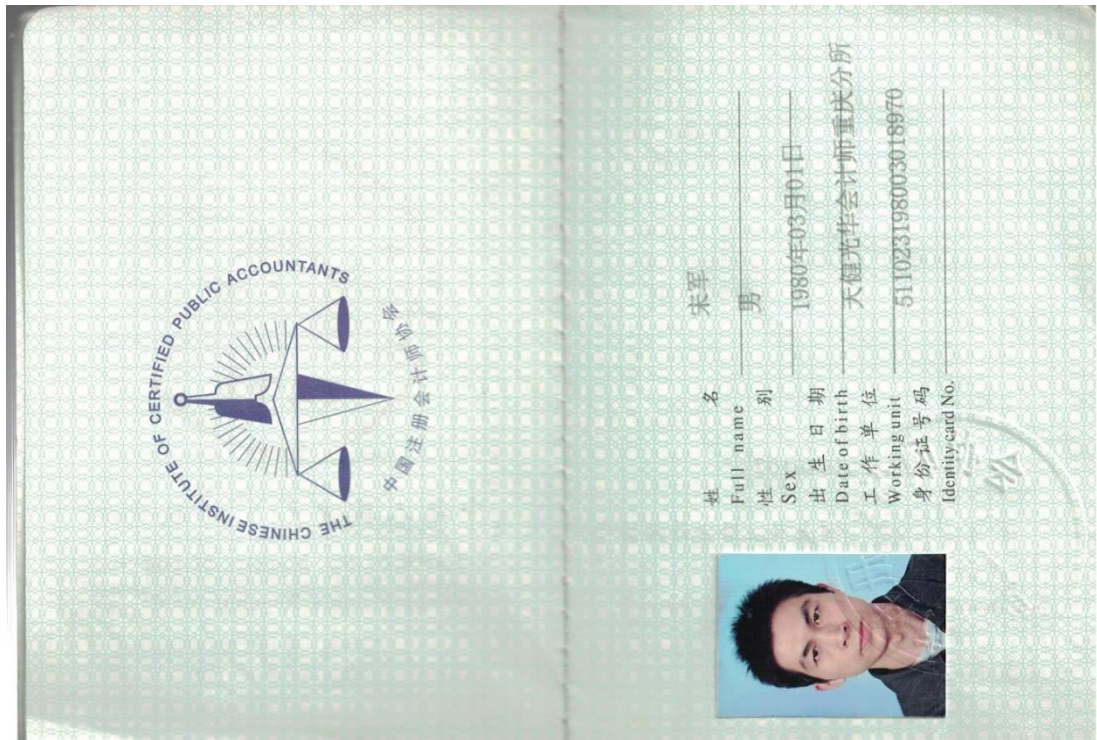 THE CHINESE INSTITUTE OF CERTIFIED PUBLIC ACCOUNTANTS
中国注册会计师协会
姓 名 宋军
Full name
性 别 男
Sex
出生日期 1980年03月01日
Date of birth
工作单位 天健光华会计师重庆分所
Working unit
身份证号码 511023198003018970
Identity card No.